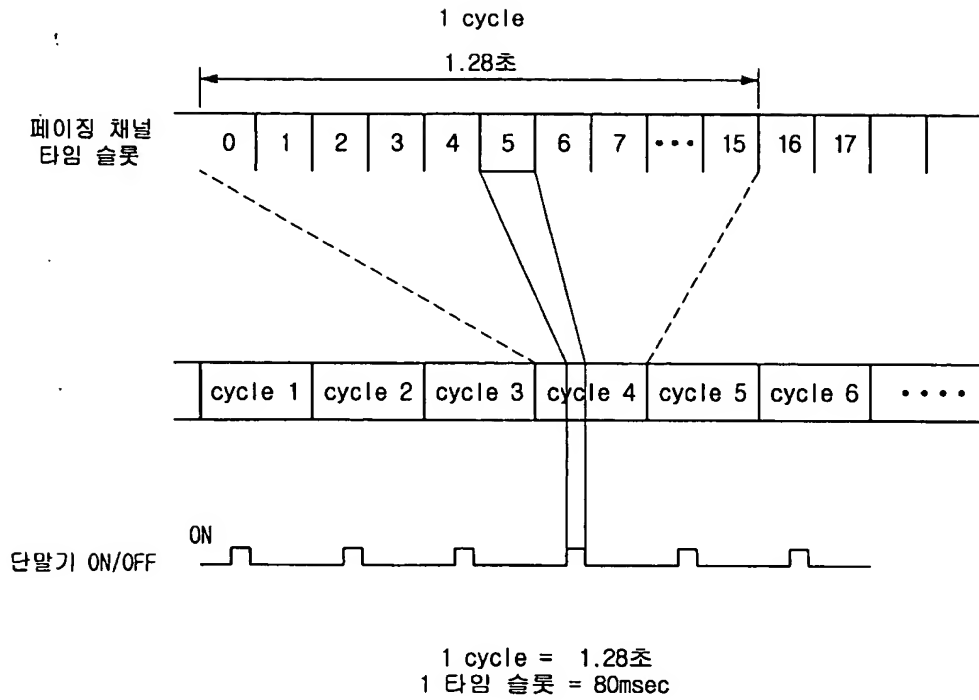 1 cycle
1.28초
페이징 채널
타임 슬롯
0 1 2 3 4 5 6 7 ••• 15 16 17
cycle 1 cycle 2 cycle 3 cycle 4 cycle 5 cycle 6 ••••
ON
단말기 ON/OFF
1 cycle = 1.28초
1 타임 슬롯 = 80msec